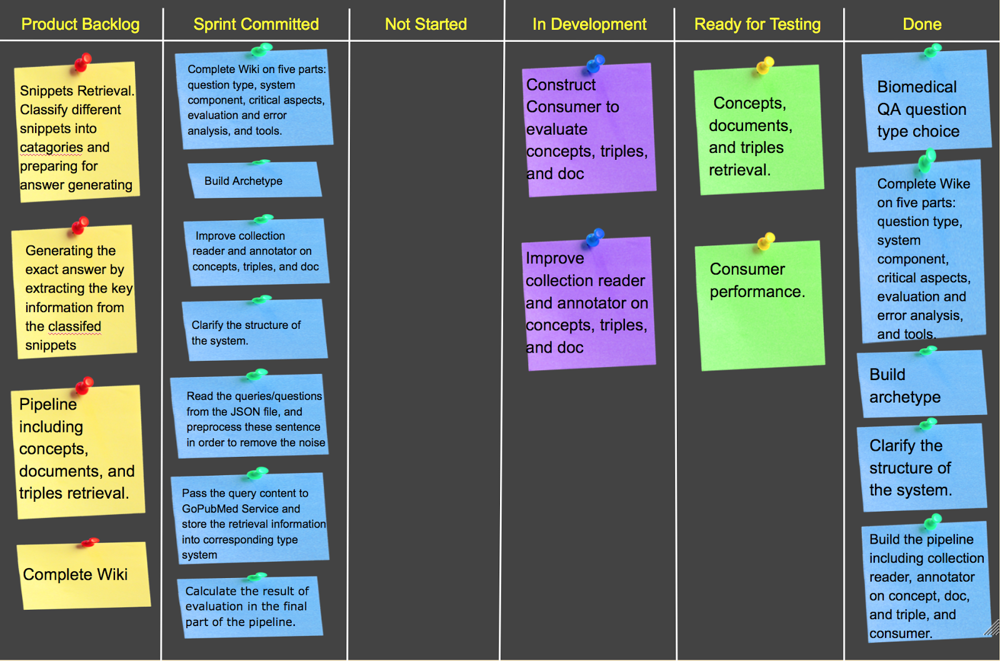 Product Backlog
Sprint Committed
Not Started
In Development
Ready for Testing
Done
Snippets Retrieval.
Classify different
snippets into
catagories and
preparing for
answer generating
Generating the
exact answer by
extracting the key
information from
the classifed
snippets
Pipeline
including
concepts,
documents, and
triples retrieval.
Complete Wiki
Complete Wiki on five parts:
question type, system
component, critical aspects,
evaluation and error
analysis, and tools.
Build Archetype
Improve collection
reader and annotator on
concepts, triples, and doc
Clarify the structure of
the system.
Read the queries/questions
from the JSON file, and
preprocess these sentence
in order to remove the noise
Pass the query content to
GoPubMed Service and
store the retrieval information
into corresponding type
system
Calculate the result of
evaluation in the final
part of the pipeline.
Construct
Consumer to
evaluate
concepts, triples,
and doc
Improve
collection reader
and annotator on
concepts, triples,
and doc
Concepts,
documents,
and triples
retrieval.
Consumer
performance.
Biomedical
QA question
type choice
Complete Wike
on five parts:
question type,
system
component,
critical aspects,
evaluation and
error analysis,
and tools.
Build
archetype
Clarify the
structure of
the system.
Build the pipeline
including collection
reader, annotator
on concept, doc,
and triple, and
consumer.